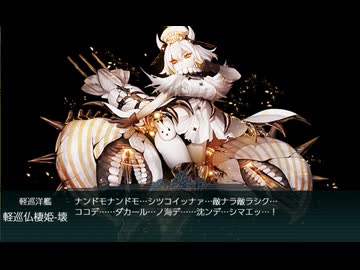 軽巡洋艦
軽巡仏棲姫-壊
ナンドモナンドモ…シツコイッナァ…敵ナラ敵ラシク…
ココデ……ダカール…ノ海デ……沈ンデ…シマエッ…!